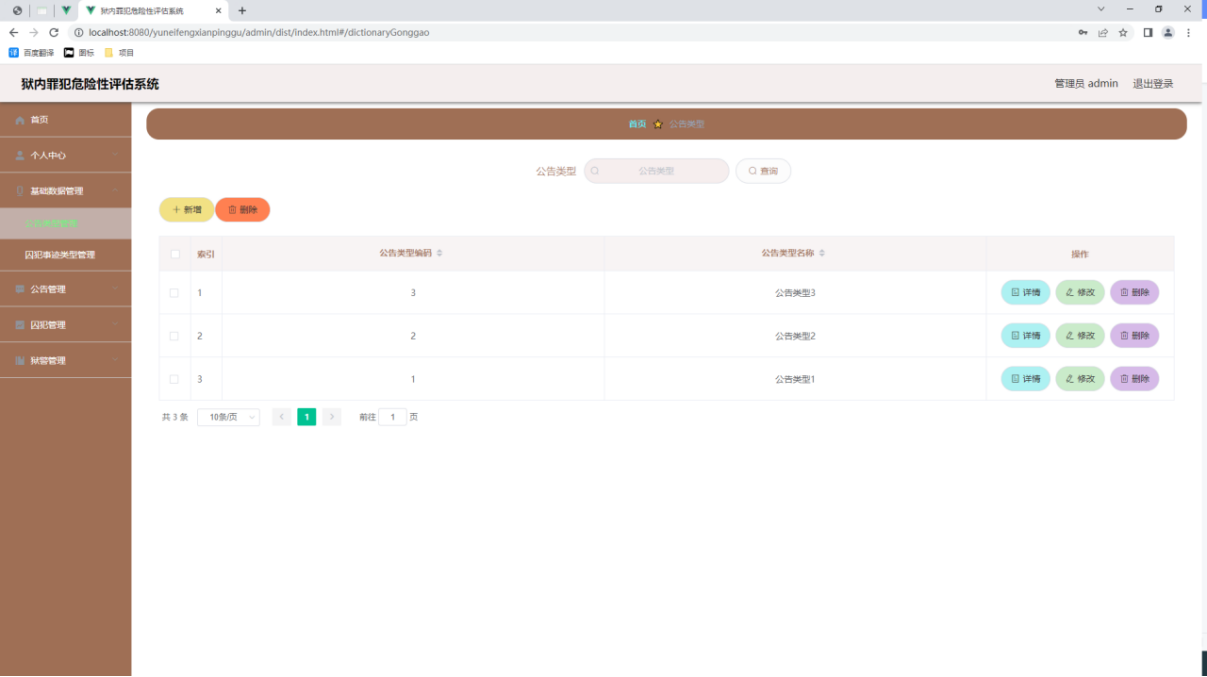 狱内罪犯危险性评估系统
localhost:8080/yuneifengxianpinggu/admin/dist/index.html#/dictionaryGonggao
百度翻译 图标 项目
狱内罪犯危险性评估系统
管理员 admin 退出登录
首页
个人中心
基础数据管理
公告类型管理
囚犯事迹类型管理
公告管理
囚犯管理
狱警管理
首页 公告类型
公告类型 公告类型 查询
新增 删除
索引 公告类型编码 公告类型名称 操作
1 3 公告类型3 详情 修改 删除
2 2 公告类型2 详情 修改 删除
3 1 公告类型1 详情 修改 删除
共 3 条 10条/页 1 前往 1 页